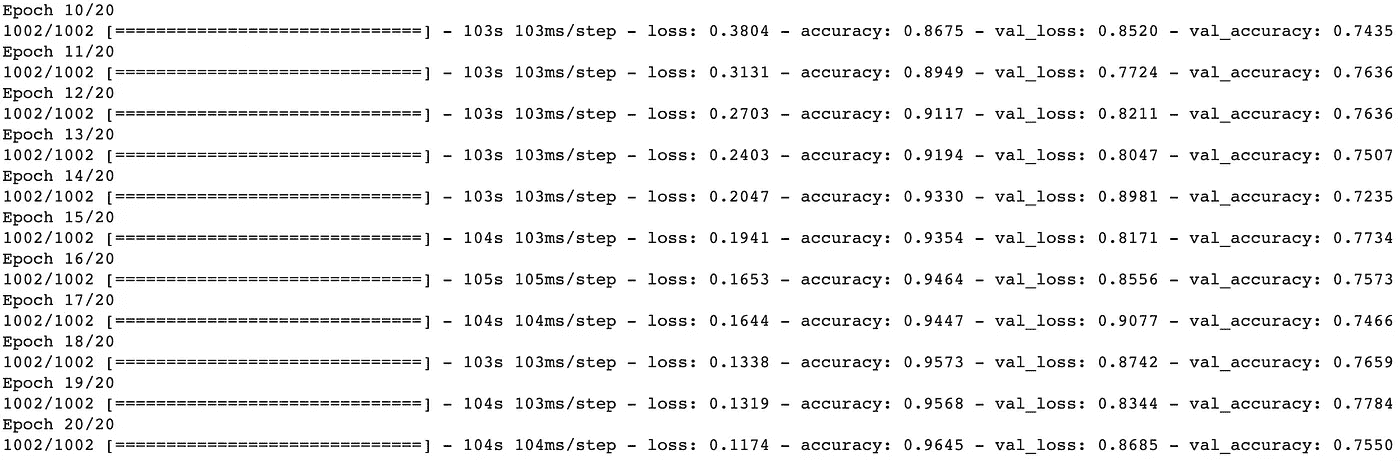 Epoch 10/20
1002/1002 [==============================] - 103s 103ms/step - loss: 0.3804 - accuracy: 0.8675 - val_loss: 0.8520 - val_accuracy: 0.7435
Epoch 11/20
1002/1002 [==============================] - 103s 103ms/step - loss: 0.3131 - accuracy: 0.8949 - val_loss: 0.7724 - val_accuracy: 0.7636
Epoch 12/20
1002/1002 [==============================] - 103s 103ms/step - loss: 0.2703 - accuracy: 0.9117 - val_loss: 0.8211 - val_accuracy: 0.7636
Epoch 13/20
1002/1002 [==============================] - 103s 103ms/step - loss: 0.2403 - accuracy: 0.9194 - val_loss: 0.8047 - val_accuracy: 0.7507
Epoch 14/20
1002/1002 [==============================] - 103s 103ms/step - loss: 0.2047 - accuracy: 0.9330 - val_loss: 0.8981 - val_accuracy: 0.7235
Epoch 15/20
1002/1002 [==============================] - 104s 103ms/step - loss: 0.1941 - accuracy: 0.9354 - val_loss: 0.8171 - val_accuracy: 0.7734
Epoch 16/20
1002/1002 [==============================] - 105s 105ms/step - loss: 0.1653 - accuracy: 0.9464 - val_loss: 0.8556 - val_accuracy: 0.7573
Epoch 17/20
1002/1002 [==============================] - 104s 104ms/step - loss: 0.1644 - accuracy: 0.9447 - val_loss: 0.9077 - val_accuracy: 0.7466
Epoch 18/20
1002/1002 [==============================] - 103s 103ms/step - loss: 0.1338 - accuracy: 0.9573 - val_loss: 0.8742 - val_accuracy: 0.7659
Epoch 19/20
1002/1002 [==============================] - 104s 103ms/step - loss: 0.1319 - accuracy: 0.9568 - val_loss: 0.8344 - val_accuracy: 0.7784
Epoch 20/20
1002/1002 [==============================] - 104s 104ms/step - loss: 0.1174 - accuracy: 0.9645 - val_loss: 0.8685 - val_accuracy: 0.7550